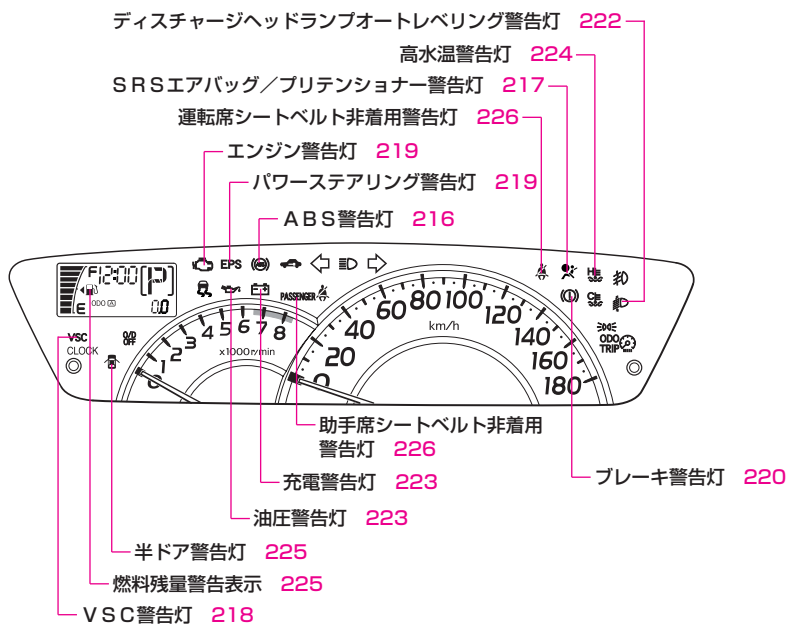 ディスチャージヘッドランプオートレベリング警告灯 222
高水温警告灯 224
ＳＲＳエアバッグ／プリテンショナー警告灯 217
運転席シートベルト非着用警告灯 226
エンジン警告灯 219
パワーステアリング警告灯 219
ＡＢＳ警告灯 216
F 12:00 P
E ODO A 0.0
EPS ABS
PASSENGER
H
C
VSC O/D OFF
CLOCK
0 1 2 3 4 5 6 7 8
x1000r/min
0 20 40 60 80 100 120 140 160 180
km/h
ODO
TRIP
助手席シートベルト非着用
警告灯 226
充電警告灯 223
ブレーキ警告灯 220
油圧警告灯 223
半ドア警告灯 225
燃料残量警告表示 225
ＶＳＣ警告灯 218